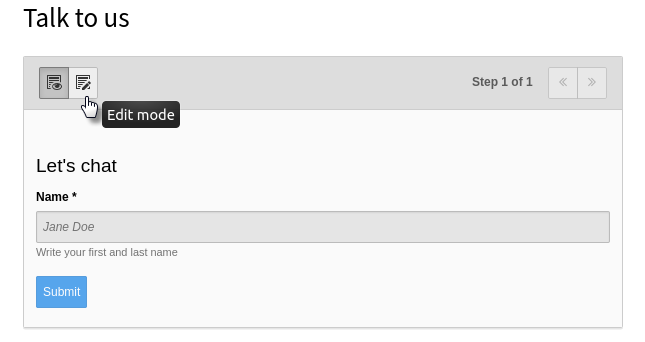 Talk to us
Step 1 of 1
Edit mode
Let's chat
Name *
Jane Doe
Write your first and last name
Submit